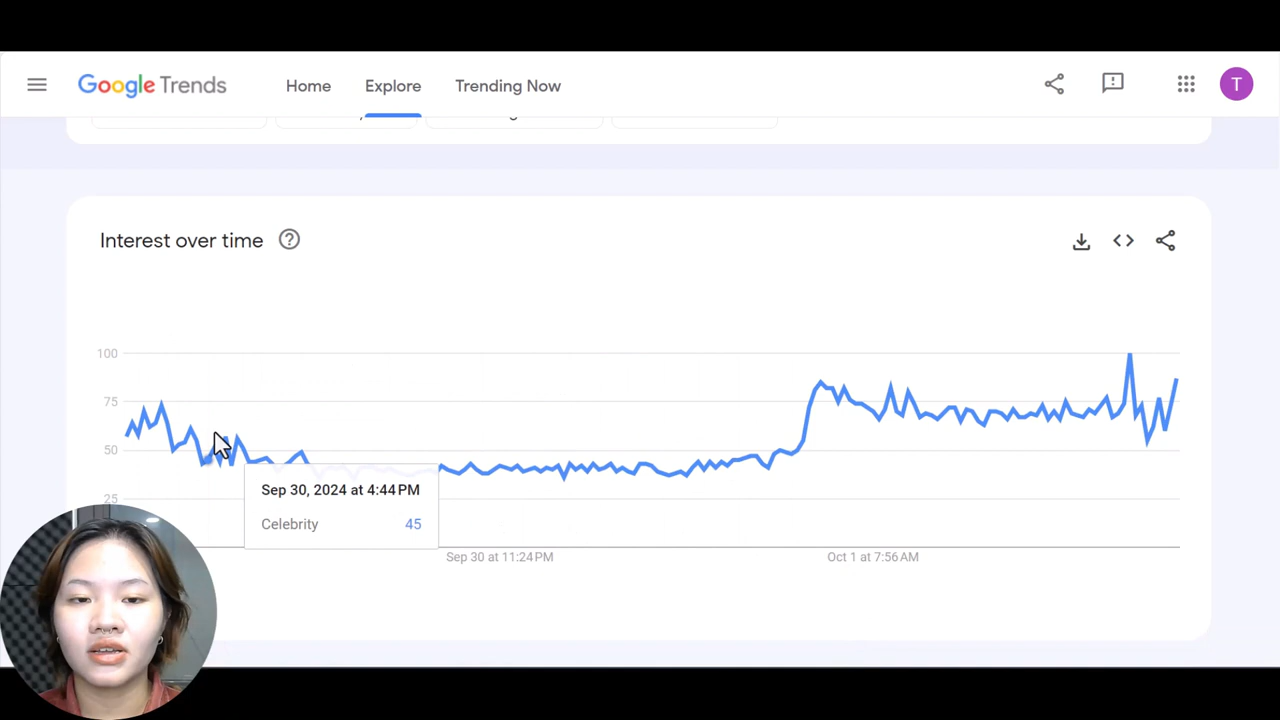 Google Trends
Home
Explore
Trending Now
T
Interest over time
100
75
50
25
Sep 30, 2024 at 4:44 PM
Celebrity 45
Sep 30 at 11:24 PM
Oct 1 at 7:56 AM